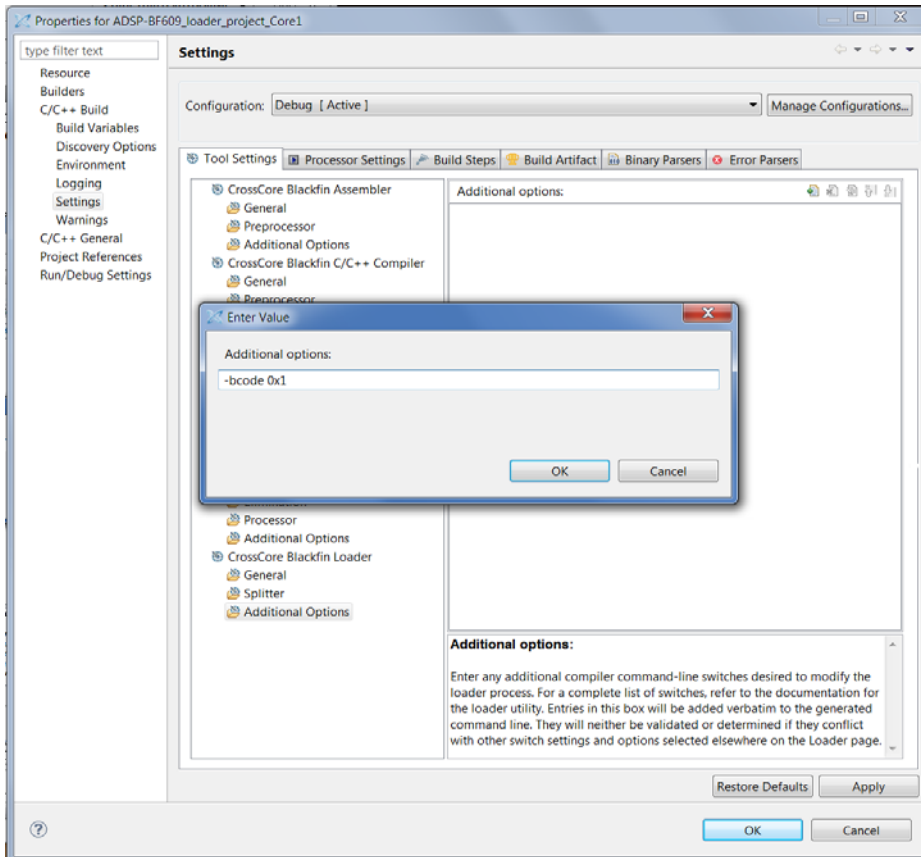 Properties for ADSP-BF609_loader_project_Core1
type filter text
Resource
Builders
C/C++ Build
Build Variables
Discovery Options
Environment
Logging
Settings
Warnings
C/C++ General
Project References
Run/Debug Settings
Settings
Configuration: Debug [ Active ]
Manage Configurations...
Tool Settings
Processor Settings
Build Steps
Build Artifact
Binary Parsers
Error Parsers
CrossCore Blackfin Assembler
General
Preprocessor
Additional Options
CrossCore Blackfin C/C++ Compiler
General
Preprocessor
Additional options:
Enter Value
Additional options:
-bcode 0x1
OK
Cancel
Elimination
Processor
Additional Options
CrossCore Blackfin Loader
General
Splitter
Additional Options
Additional options:
Enter any additional compiler command-line switches desired to modify the
loader process. For a complete list of switches, refer to the documentation for
the loader utility. Entries in this box will be added verbatim to the generated
command line. They will neither be validated or determined if they conflict
with other switch settings and options selected elsewhere on the Loader page.
Restore Defaults
Apply
OK
Cancel